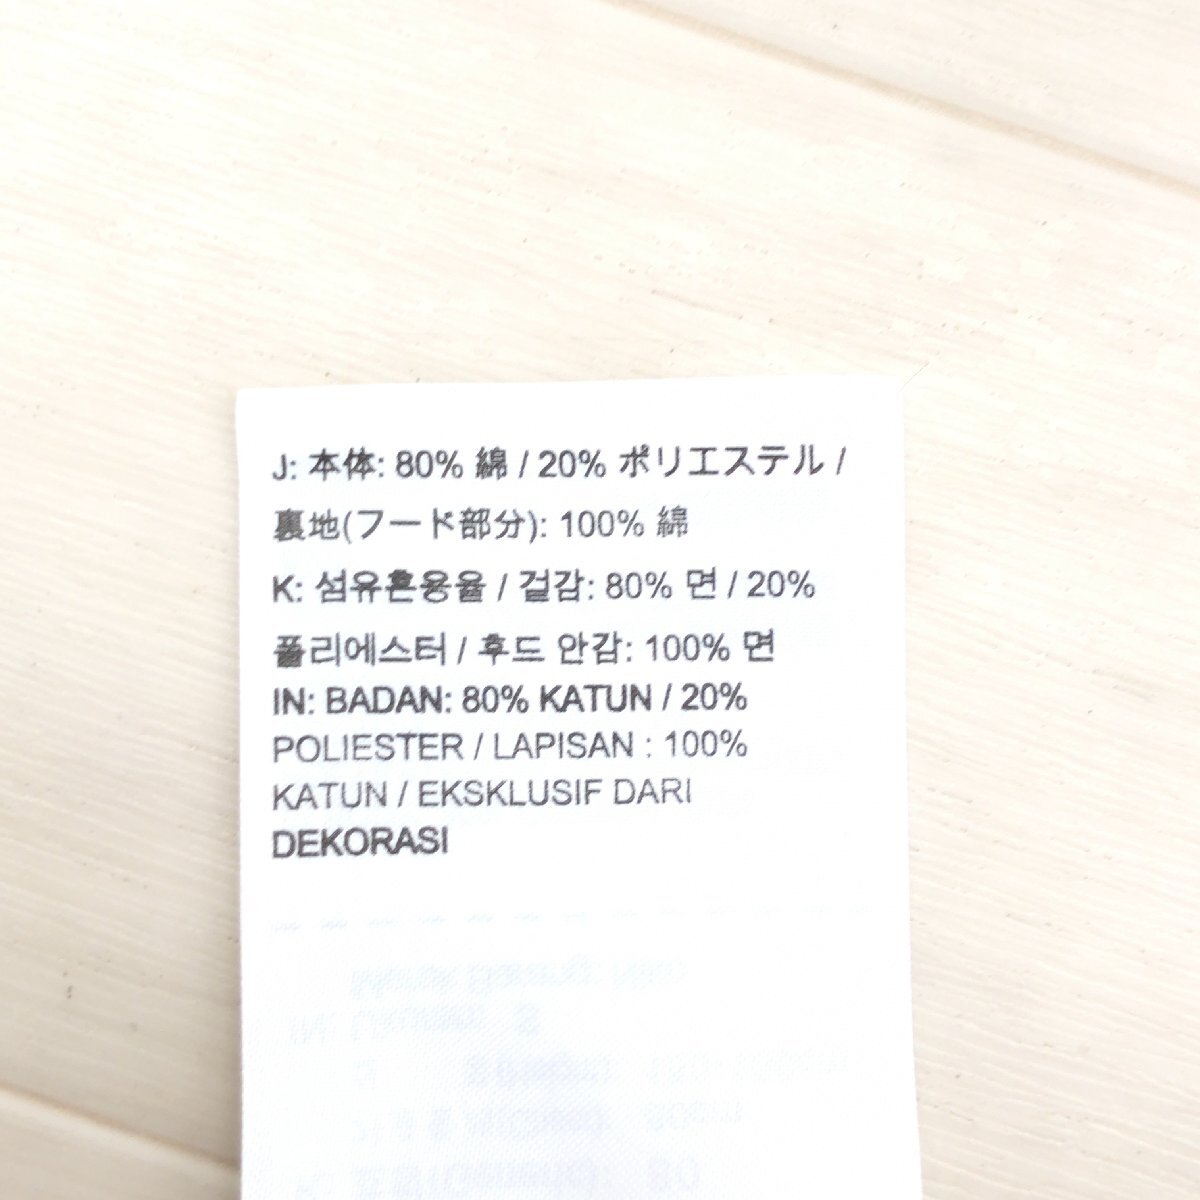 J: 本体: 80% 綿 / 20% ポリエステル /
裏地(フード部分): 100% 綿
K: 섬유혼용율 / 겉감: 80% 면 / 20%
폴리에스터 / 후드 안감: 100% 면
IN: BADAN: 80% KATUN / 20%
POLIESTER / LAPISAN : 100%
KATUN / EKSKLUSIF DARI
DEKORASI